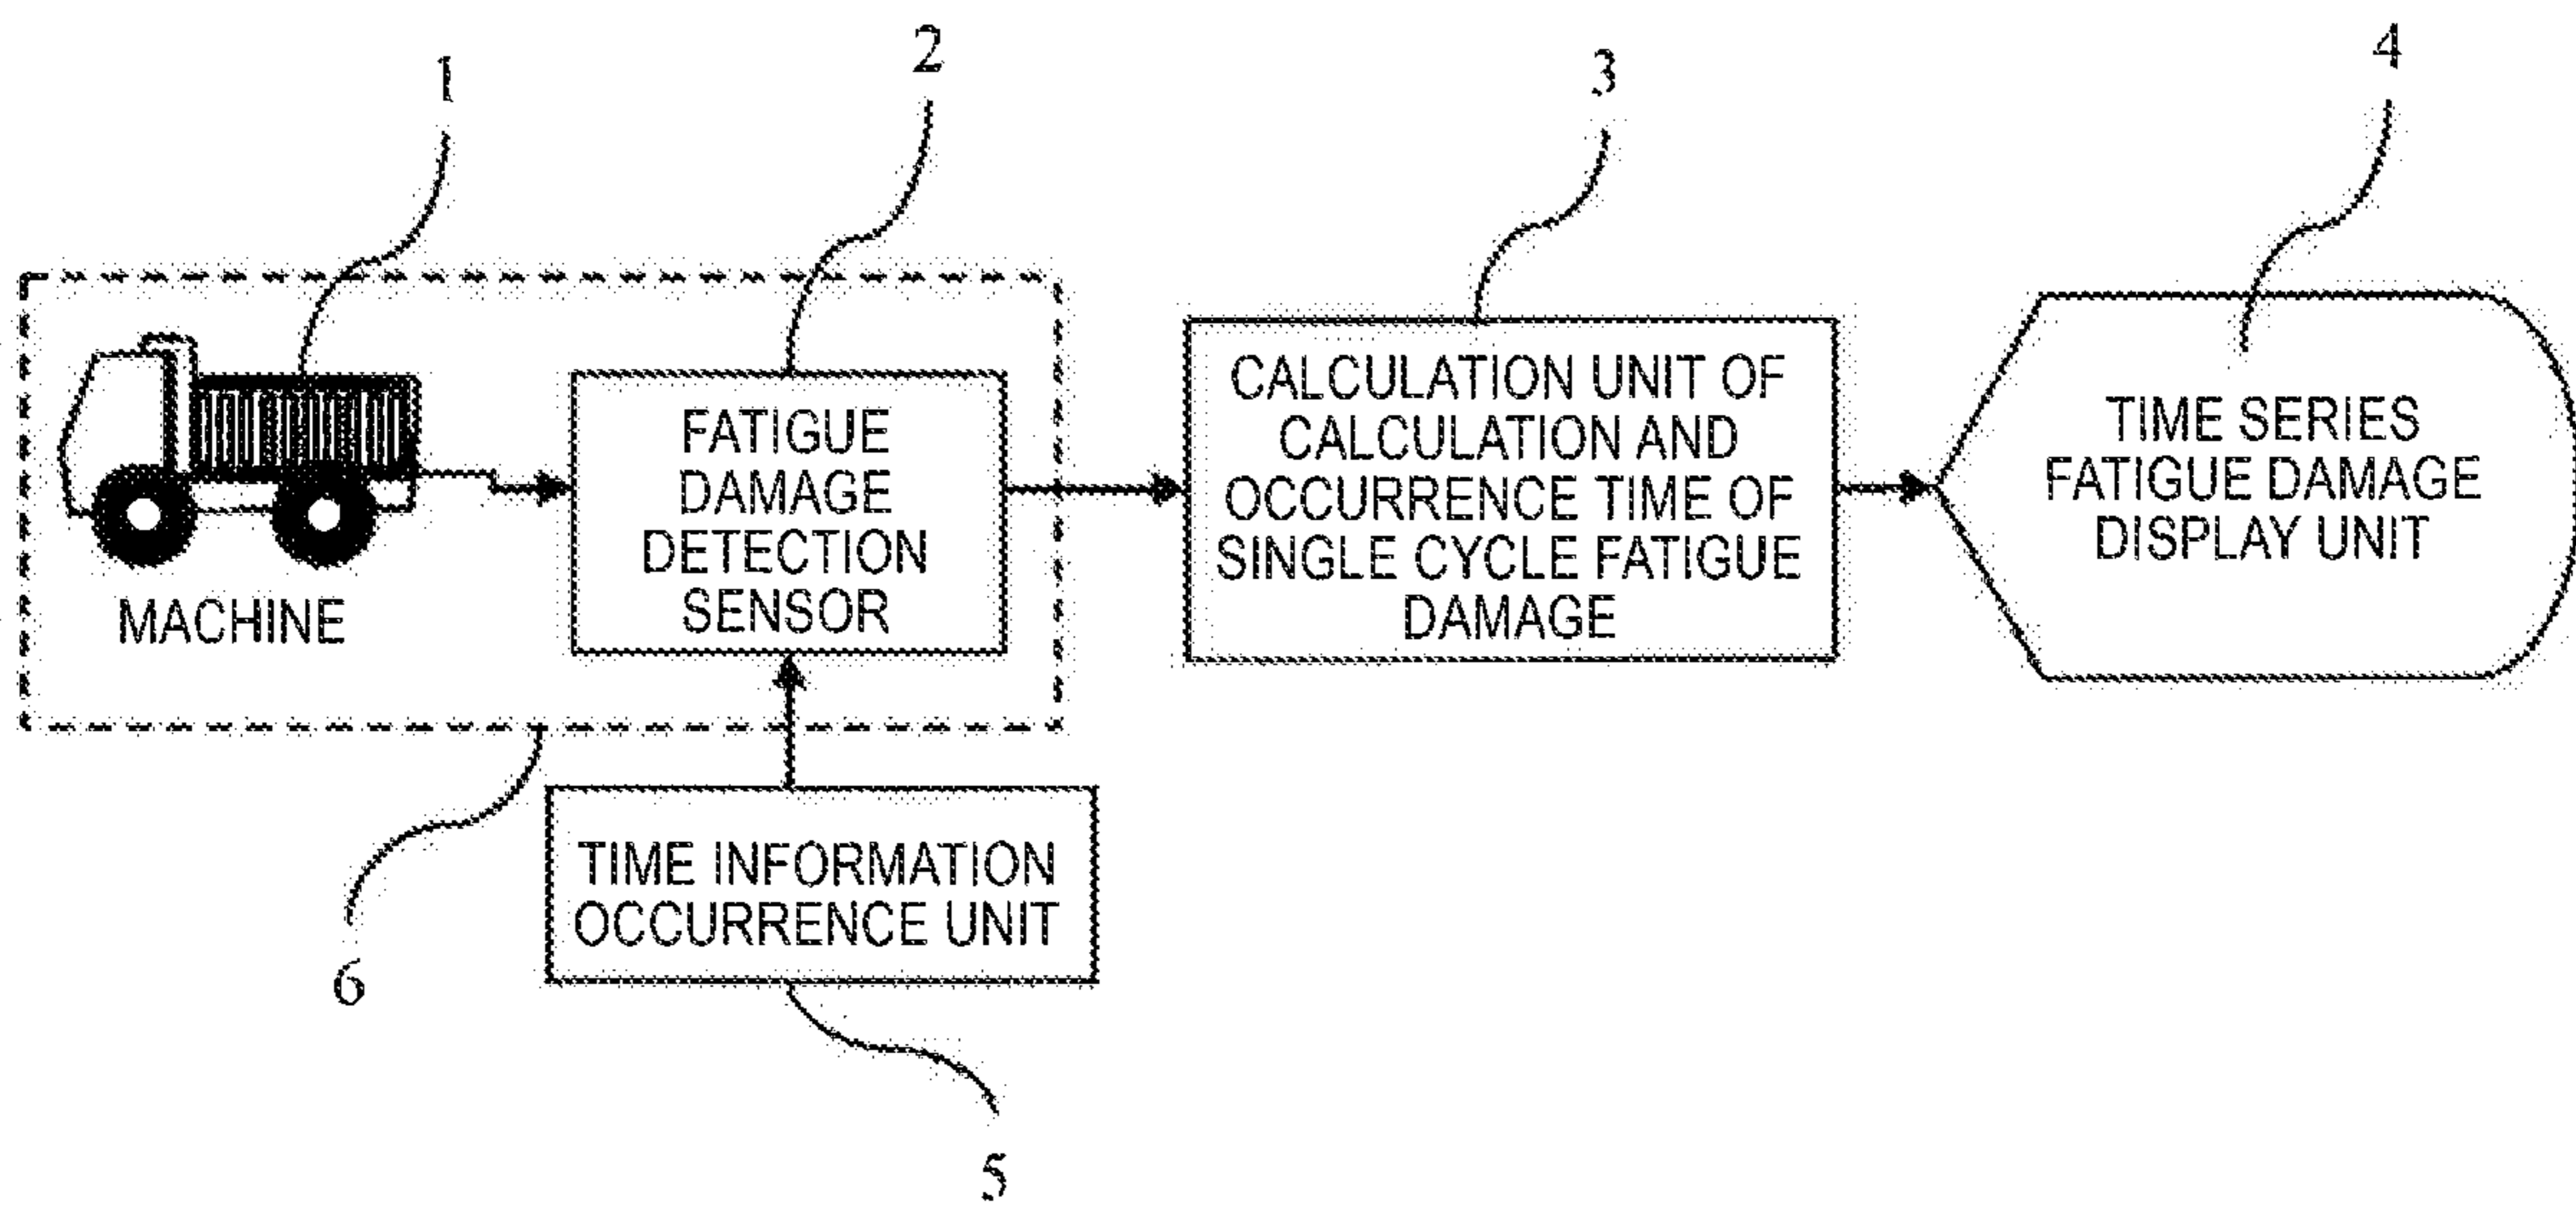 1
2
3
4
MACHINE
FATIGUE
DAMAGE
DETECTION
SENSOR
CALCULATION UNIT OF
CALCULATION AND
OCCURRENCE TIME OF
SINGLE CYCLE FATIGUE
DAMAGE
TIME SERIES
FATIGUE DAMAGE
DISPLAY UNIT
TIME INFORMATION
OCCURRENCE UNIT
6
5